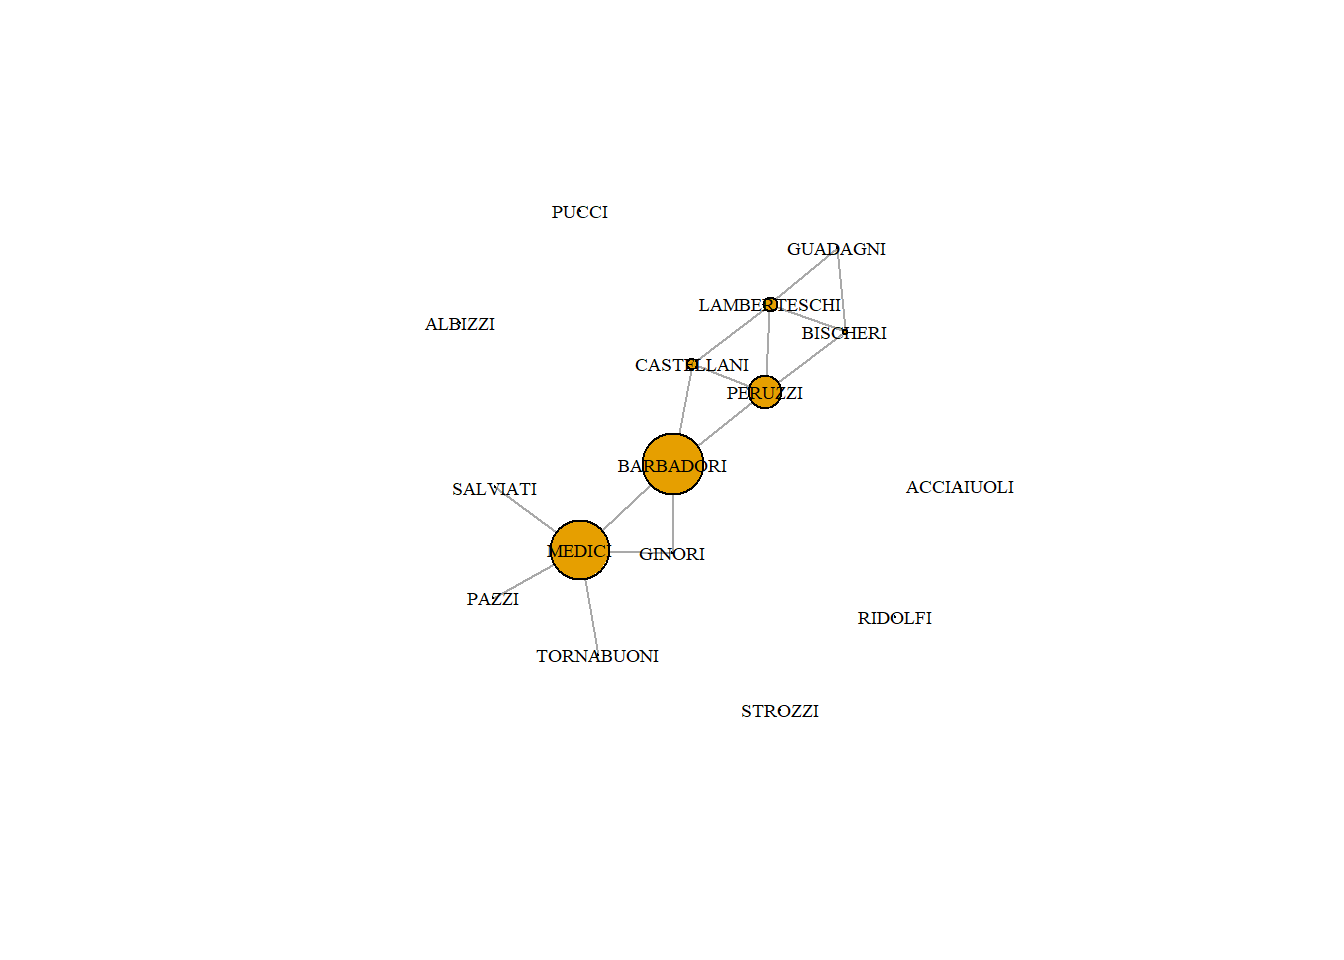 PUCCI
GUADAGNI
LAMBERTESCHI
ALBIZZI
BISCHERI
CASTELLANI
PERUZZI
BARBADORI
SALVIATI
ACCIAIUOLI
MEDICI
GINORI
PAZZI
RIDOLFI
TORNABUONI
STROZZI